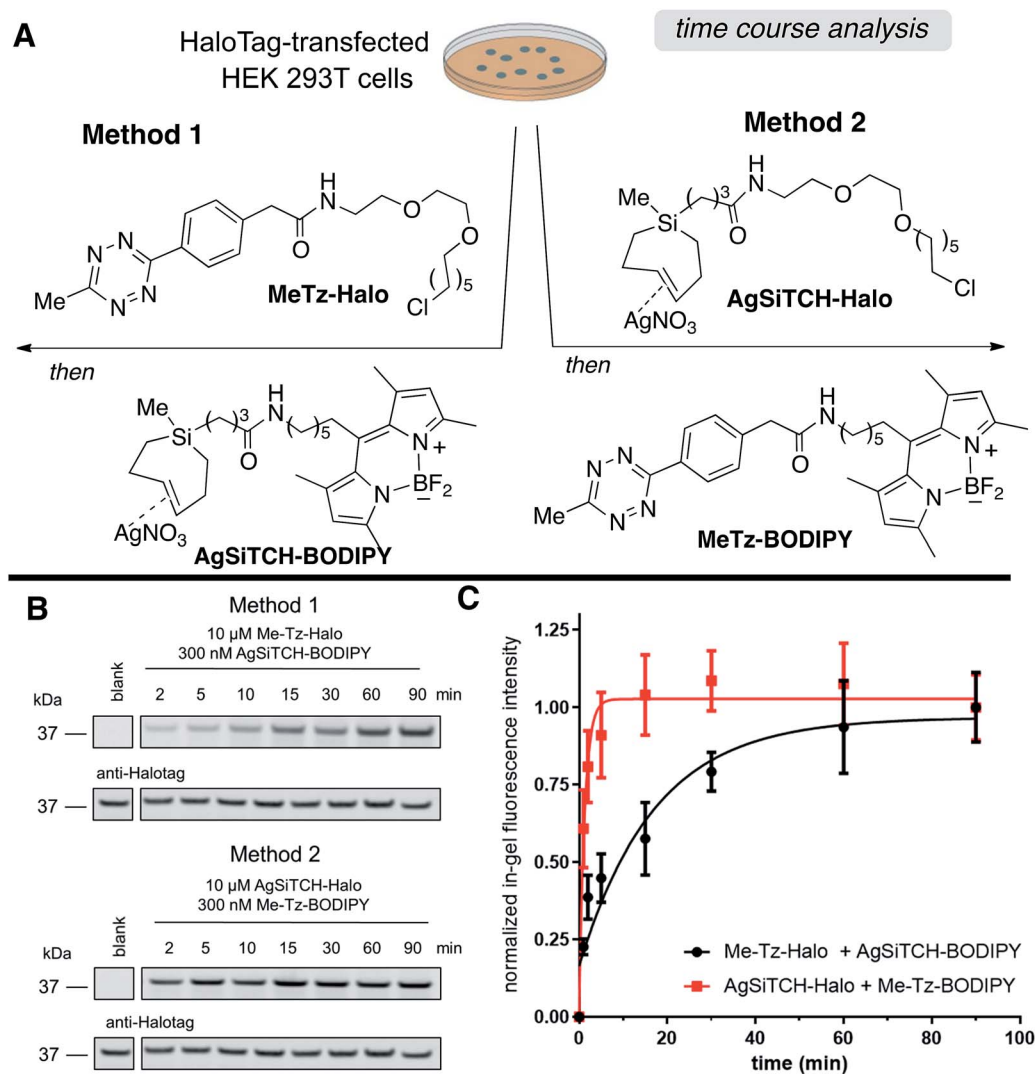 A
HaloTag-transfected
HEK 293T cells
time course analysis
Method 1
Method 2
H
N
O
O
O
N
N
N
N
Me
( )5
Cl
MeTz-Halo
Me
Si
( )3
H
N
O
O
O
( )5
Cl
AgNO3
AgSiTCH-Halo
then
then
Me
Si
( )3
H
N
( )5
O
N
+
BF2
−
N
AgNO3
AgSiTCH-BODIPY
H
N
( )5
O
N
N
N
N
Me
N
+
BF2
−
N
MeTz-BODIPY
B
Method 1
10 µM Me-Tz-Halo
300 nM AgSiTCH-BODIPY
blank
kDa
2 5 10 15 30 60 90 min
37
anti-Halotag
37
Method 2
10 µM AgSiTCH-Halo
300 nM Me-Tz-BODIPY
blank
kDa
2 5 10 15 30 60 90 min
37
anti-Halotag
37
C
normalized in-gel fluorescence intensity
1.25
1.00
0.75
0.50
0.25
0.00
Me-Tz-Halo + AgSiTCH-BODIPY
AgSiTCH-Halo + Me-Tz-BODIPY
0 20 40 60 80 100
time (min)